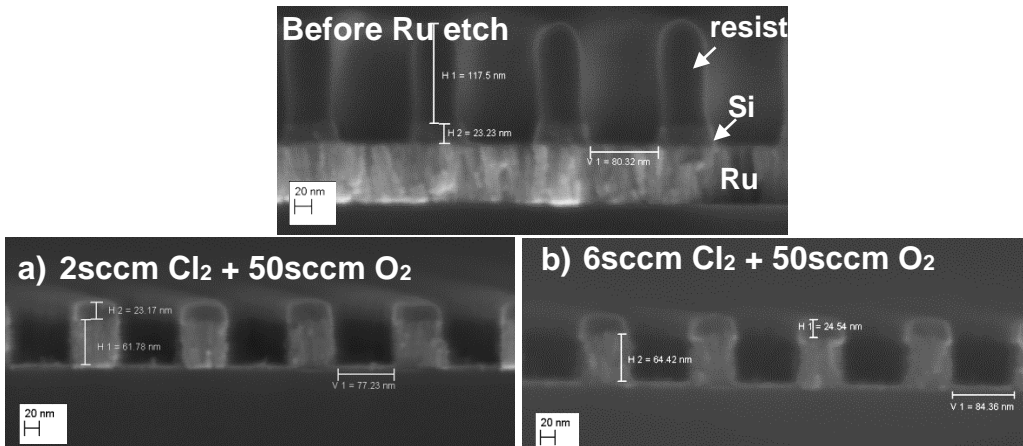 Before Ru etch
resist
H 1 = 117.5 nm
Si
H 2 = 23.23 nm
V 1 = 80.32 nm
Ru
20 nm
a) 2sccm Cl₂ + 50sccm O₂
H 2 = 23.17 nm
H 1 = 61.78 nm
V 1 = 77.23 nm
20 nm
b) 6sccm Cl₂ + 50sccm O₂
H 1 = 24.54 nm
H 2 = 64.42 nm
V 1 = 84.36 nm
20 nm